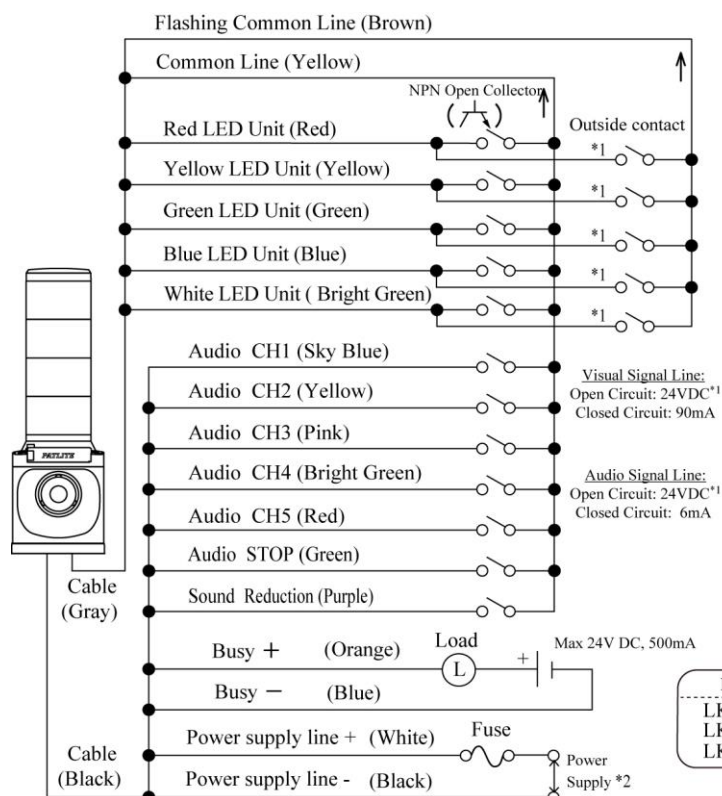 Flashing Common Line (Brown)
Common Line (Yellow)
NPN Open Collector
Outside contact
Red LED Unit (Red)
*1
Yellow LED Unit (Yellow)
*1
Green LED Unit (Green)
*1
Blue LED Unit (Blue)
*1
White LED Unit ( Bright Green)
*1
PATLITE
Audio CH1 (Sky Blue)
Audio CH2 (Yellow)
Audio CH3 (Pink)
Audio CH4 (Bright Green)
Audio CH5 (Red)
Audio STOP (Green)
Sound Reduction (Purple)
Visual Signal Line:
Open Circuit: 24VDC*1
Closed Circuit: 90mA
Audio Signal Line:
Open Circuit: 24VDC*1
Closed Circuit: 6mA
Cable
(Gray)
Busy + (Orange)
Load
L
+
Max 24V DC, 500mA
Busy - (Blue)
Cable
(Black)
Power supply line + (White)
Fuse
Power supply line - (Black)
Power
Supply *2
LK
LK
LK